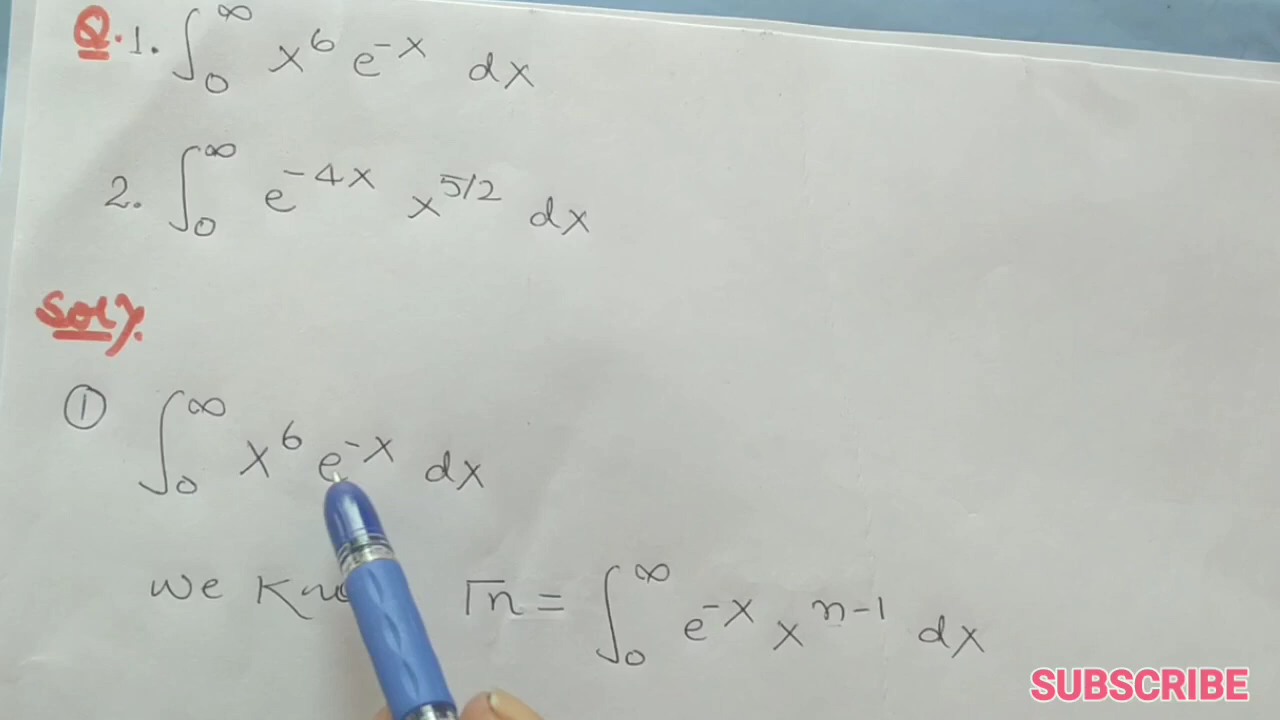 Q.1. ∫₀^∞ x⁶ e⁻ˣ dx
2. ∫₀^∞ e^-4x x^5/2 dx
Solⁿ.
① ∫₀^∞ x⁶ e⁻ˣ dx
We Γn = ∫₀^∞ e⁻ˣ xⁿ⁻¹ dx
SUBSCRIBE